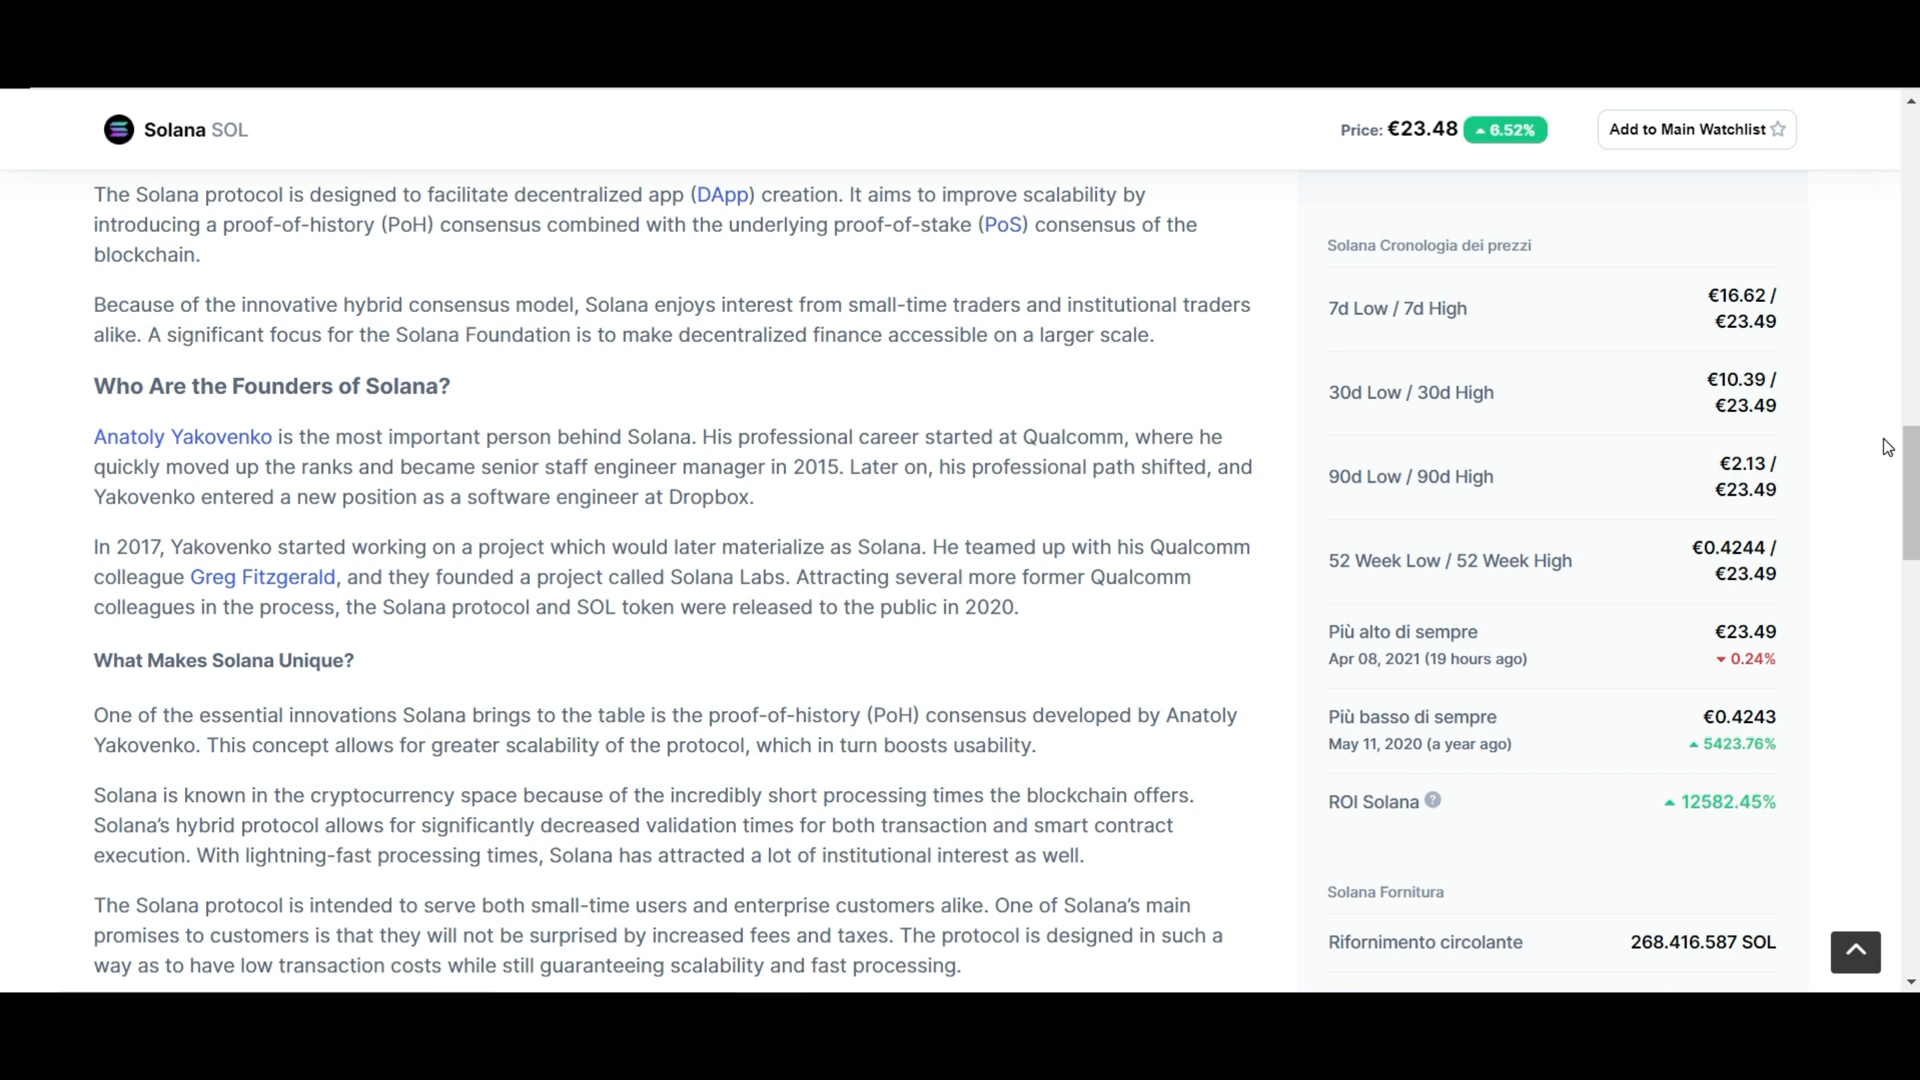 Solana SOL
Price: €23.48 6.52%
Add to Main Watchlist
The Solana protocol is designed to facilitate decentralized app (DApp) creation. It aims to improve scalability by
introducing a proof-of-history (PoH) consensus combined with the underlying proof-of-stake (PoS) consensus of the
blockchain.
Because of the innovative hybrid consensus model, Solana enjoys interest from small-time traders and institutional traders
alike. A significant focus for the Solana Foundation is to make decentralized finance accessible on a larger scale.
Who Are the Founders of Solana?
Anatoly Yakovenko is the most important person behind Solana. His professional career started at Qualcomm, where he
quickly moved up the ranks and became senior staff engineer manager in 2015. Later on, his professional path shifted, and
Yakovenko entered a new position as a software engineer at Dropbox.
In 2017, Yakovenko started working on a project which would later materialize as Solana. He teamed up with his Qualcomm
colleague Greg Fitzgerald, and they founded a project called Solana Labs. Attracting several more former Qualcomm
colleagues in the process, the Solana protocol and SOL token were released to the public in 2020.
What Makes Solana Unique?
One of the essential innovations Solana brings to the table is the proof-of-history (PoH) consensus developed by Anatoly
Yakovenko. This concept allows for greater scalability of the protocol, which in turn boosts usability.
Solana is known in the cryptocurrency space because of the incredibly short processing times the blockchain offers.
Solana’s hybrid protocol allows for significantly decreased validation times for both transaction and smart contract
execution. With lightning-fast processing times, Solana has attracted a lot of institutional interest as well.
The Solana protocol is intended to serve both small-time users and enterprise customers alike. One of Solana’s main
promises to customers is that they will not be surprised by increased fees and taxes. The protocol is designed in such a
way as to have low transaction costs while still guaranteeing scalability and fast processing.
Solana Cronologia dei prezzi
7d Low / 7d High
€16.62 /
€23.49
30d Low / 30d High
€10.39 /
€23.49
90d Low / 90d High
€2.13 /
€23.49
52 Week Low / 52 Week High
€0.4244 /
€23.49
Più alto di sempre
€23.49
Apr 08, 2021 (19 hours ago)
0.24%
Più basso di sempre
€0.4243
May 11, 2020 (a year ago)
5423.76%
ROI Solana ?
12582.45%
Solana Fornitura
Rifornimento circolante
268.416.587 SOL